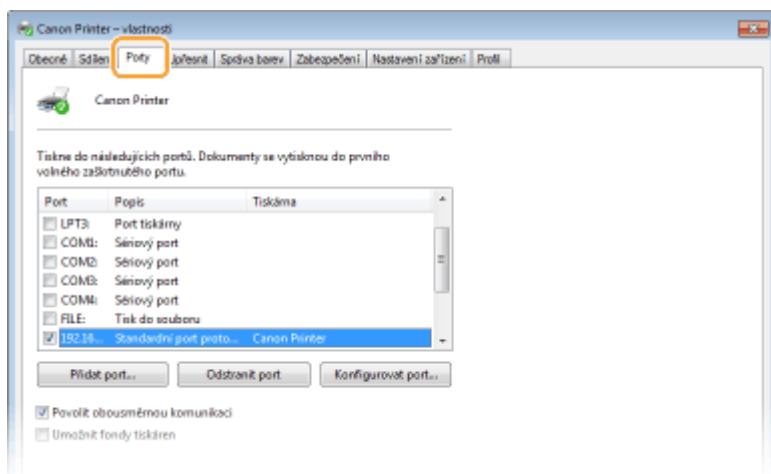 Canon Printer – vlastnosti
Obecné Sdílení Porty Upřesnit Správa barev Zabezpečení Nastavení zařízení Profil
Canon Printer
Tiskne do následujících portů. Dokumenty se vytisknou do prvního
volného zaškrtnutého portu.
Port Popis Tiskárna
LPT3: Port tiskárny
COM1: Sériový port
COM2: Sériový port
COM3: Sériový port
COM4: Sériový port
FILE: Tisk do souboru
192.16... Standardní port proto... Canon Printer
Přidat port... Odstranit port Konfigurovat port...
Povolit obousměrnou komunikaci
Umožnit fondy tiskáren